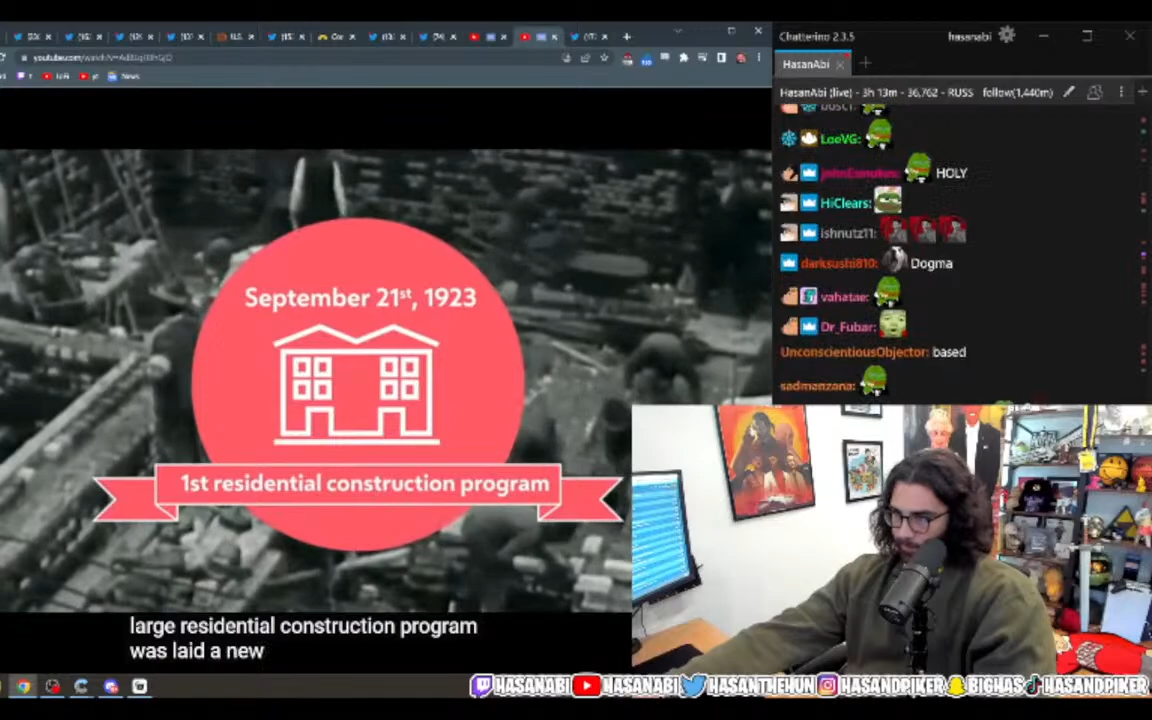 Chatterino 2.3.5
hasanabi
HasanAbi
HasanAbi (live) - 3h 13m - 36,762 - RUSS
follow(1,440m)
LaeVG:
HOLY
HiClears:
ishnutz11:
darksushi810: Dogma
vahatae:
Dr_Fubar:
UnconscientiousObjector: based
sadmanzana:
September 21st, 1923
1st residential construction program
large residential construction program
was laid a new
HASANABI HASANABI HASANTHEHUN HASANDPIKER BIGHAS HASANDPIKER